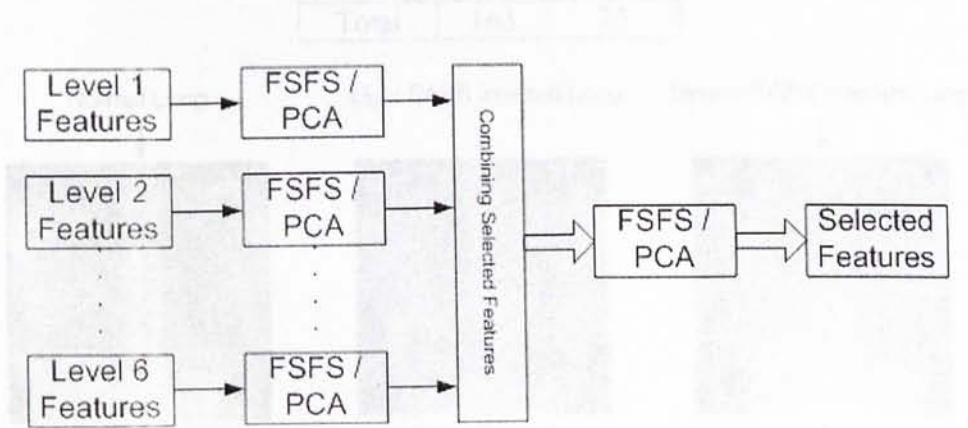 Level 1
Features
FSFS /
PCA
Level 2
Features
FSFS /
PCA
Level 6
Features
FSFS /
PCA
Combining Selected Features
FSFS /
PCA
Selected
Features